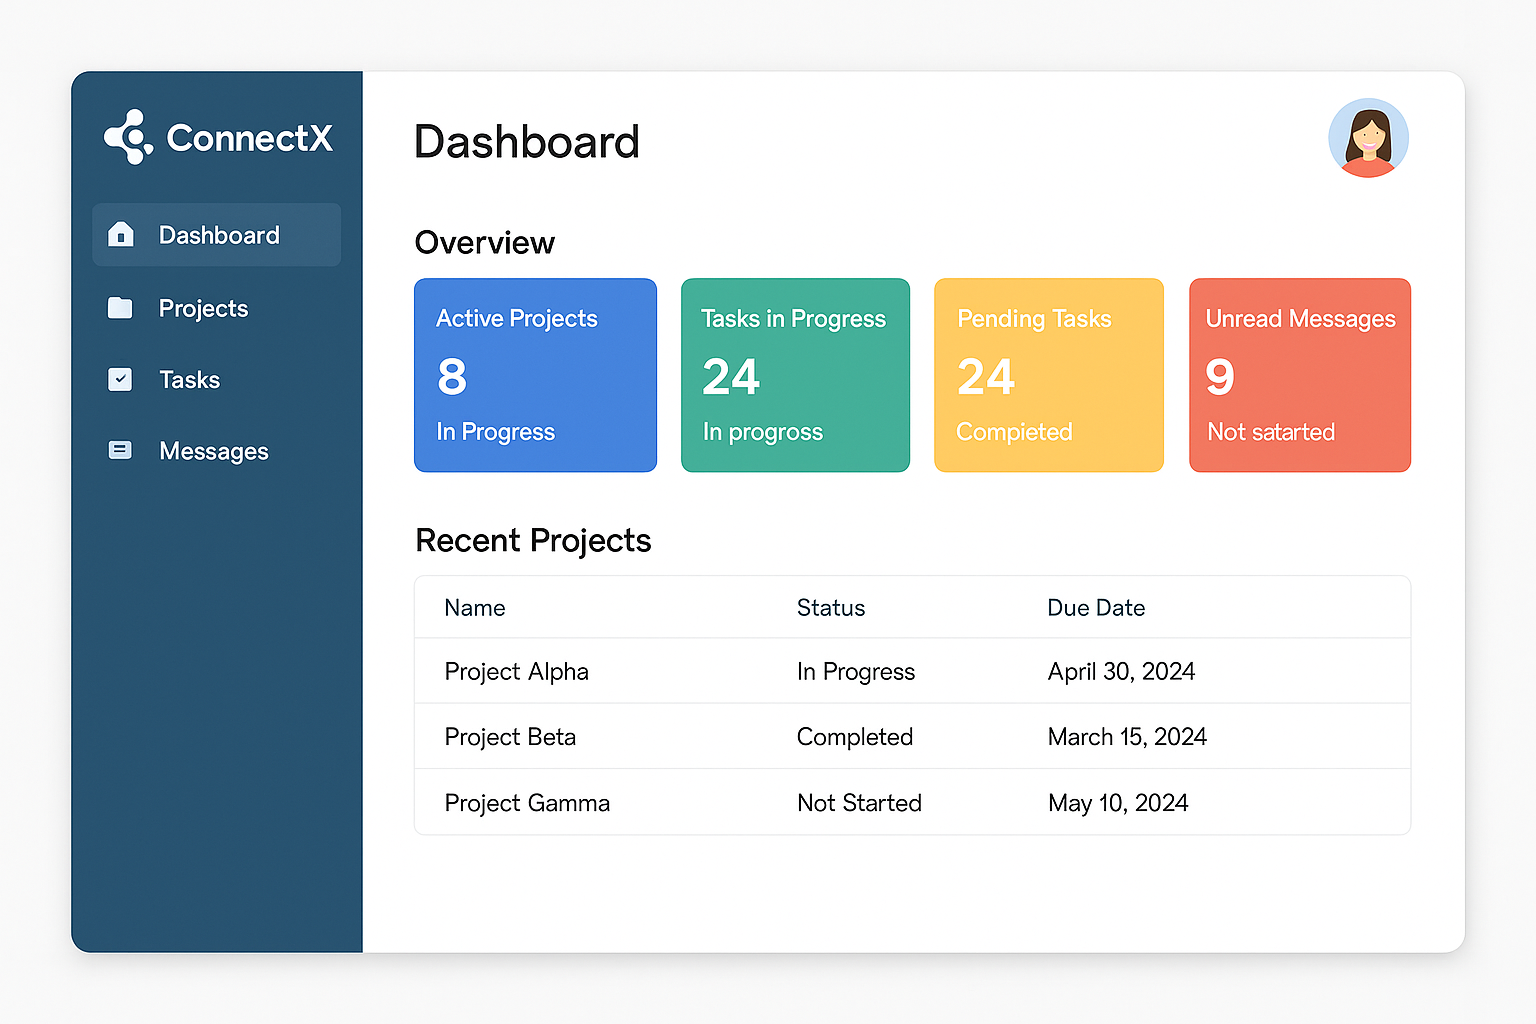 ConnectX
Dashboard
Projects
Tasks
Messages
Dashboard
Overview
Active Projects
8
In Progress
Tasks in Progress
24
In progross
Pending Tasks
24
Compieted
Unread Messages
9
Not satarted
Recent Projects
Name Status Due Date
Project Alpha In Progress April 30, 2024
Project Beta Completed March 15, 2024
Project Gamma Not Started May 10, 2024